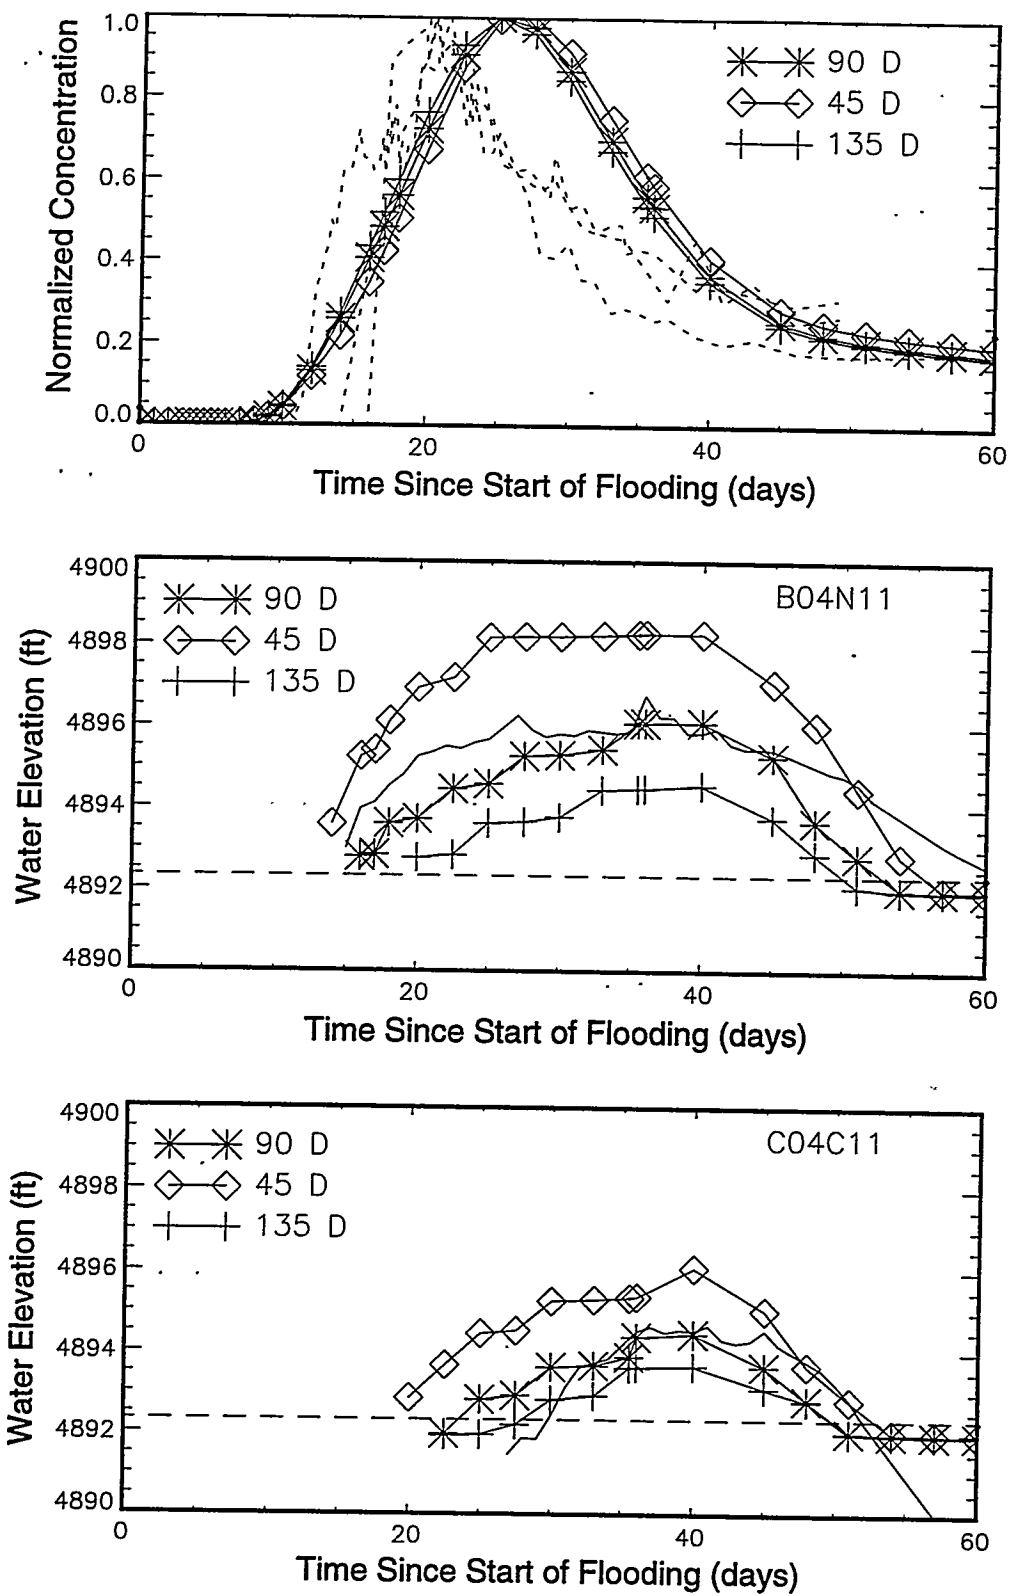 Normalized Concentration
1.0
0.8
0.6
0.4
0.2
0.0
90 D
45 D
135 D
0 20 40 60
Time Since Start of Flooding (days)
Water Elevation (ft)
4900
4898
4896
4894
4892
4890
90 D
45 D
135 D
B04N11
0 20 40 60
Time Since Start of Flooding (days)
Water Elevation (ft)
4900
4898
4896
4894
4892
4890
90 D
45 D
135 D
C04C11
0 20 40 60
Time Since Start of Flooding (days)